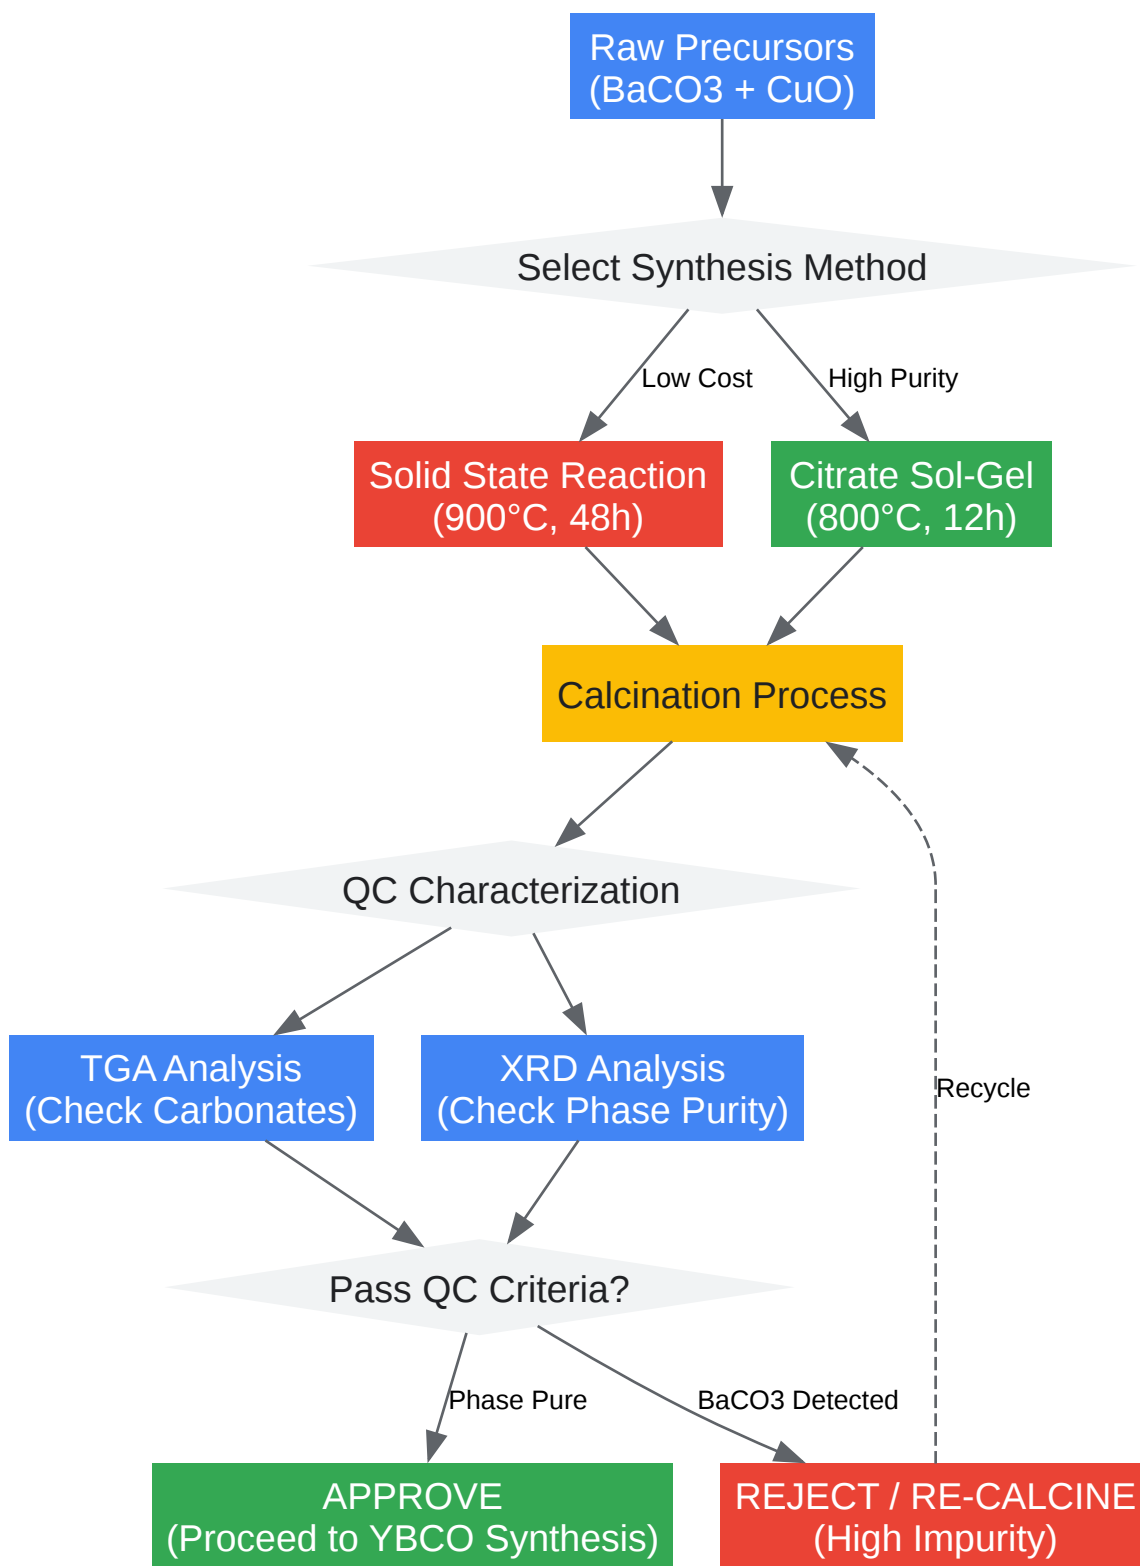 Raw Precursors
(BaCO3 + CuO)
Select Synthesis Method
Low Cost
High Purity
Solid State Reaction
(900°C, 48h)
Citrate Sol-Gel
(800°C, 12h)
Calcination Process
QC Characterization
TGA Analysis
(Check Carbonates)
XRD Analysis
(Check Phase Purity)
Recycle
Pass QC Criteria?
Phase Pure
BaCO3 Detected
APPROVE
(Proceed to YBCO Synthesis)
REJECT / RE-CALCINE
(High Impurity)